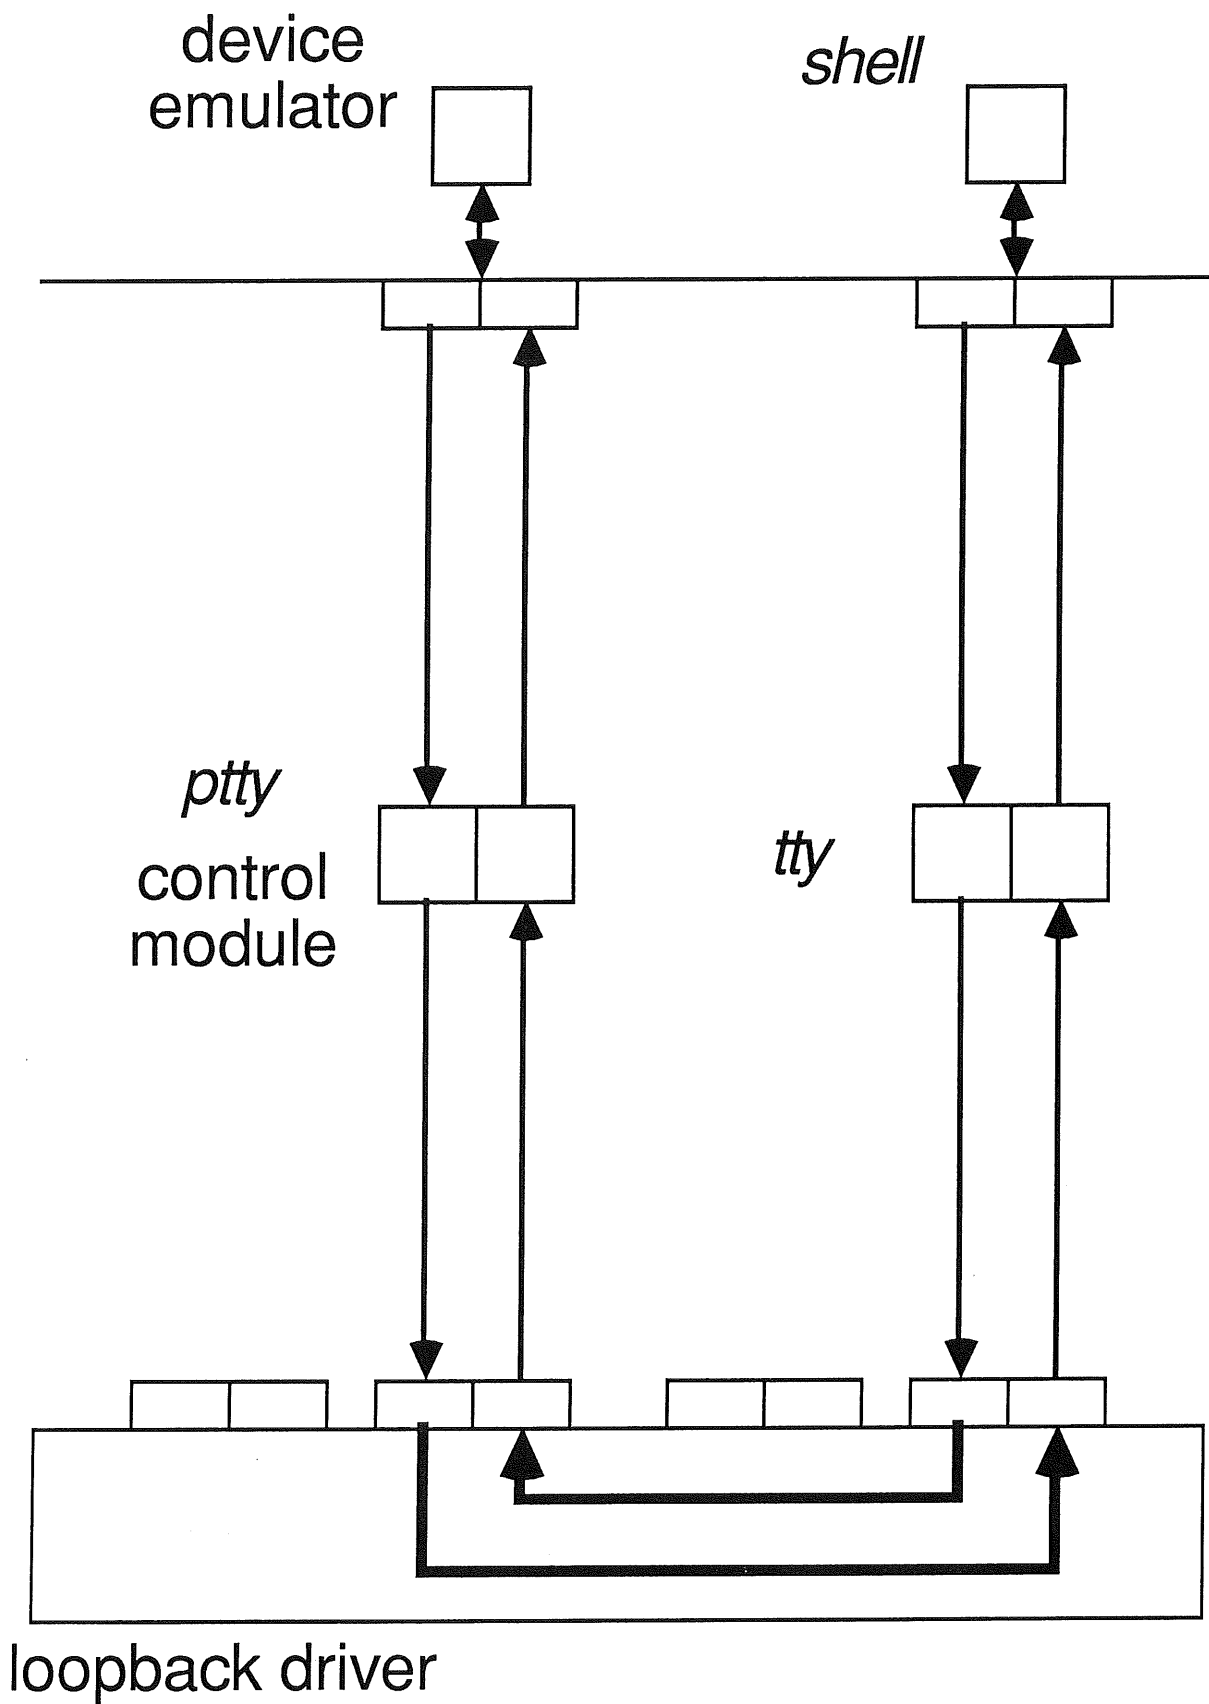 device
emulator
shell
ptty
control
module
tty
loopback driver